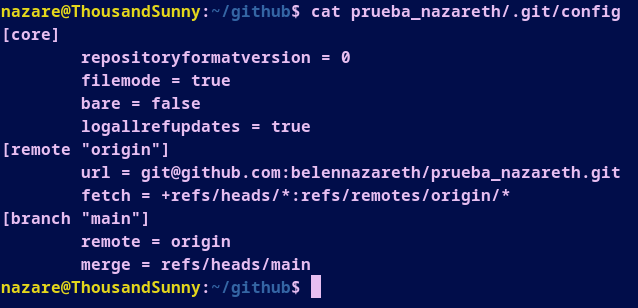 nazare@ThousandSunny:~/github$ cat prueba_nazareth/.git/config
[core]
        repositoryformatversion = 0
        filemode = true
        bare = false
        logallrefupdates = true
[remote "origin"]
        url = git@github.com:belennazareth/prueba_nazareth.git
        fetch = +refs/heads/*:refs/remotes/origin/*
[branch "main"]
        remote = origin
        merge = refs/heads/main
nazare@ThousandSunny:~/github$